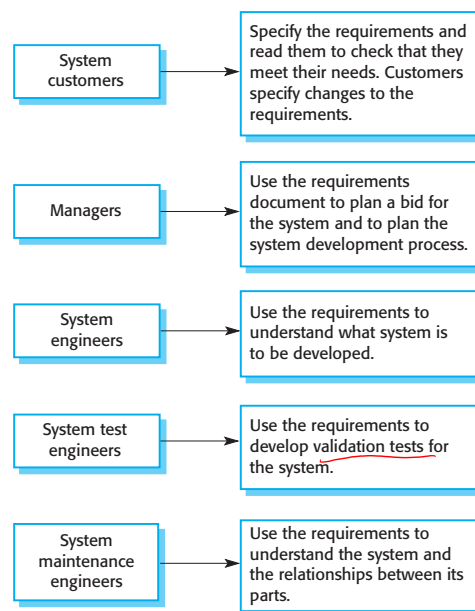 System
customers
Specify the requirements and
read them to check that they
meet their needs. Customers
specify changes to the
requirements.
Managers
Use the requirements
document to plan a bid for
the system and to plan the
system development process.
System
engineers
Use the requirements to
understand what system is
to be developed.
System test
engineers
Use the requirements to
develop validation tests for
the system.
System
maintenance
engineers
Use the requirements to
understand the system and
the relationships between its
parts.